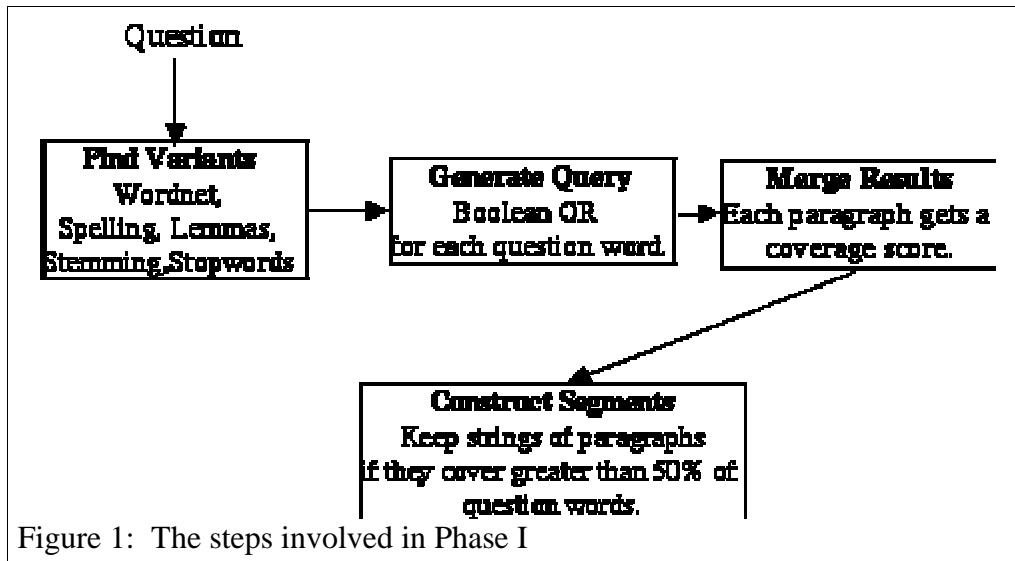 Question
Find Variants
Wordnet,
Spelling, Lemmas,
Stemming,Stopwords
Generate Query
Boolean OR
for each question word.
Merge Results
Each paragraph gets a
coverage score.
Construct Segments
Keep strings of paragraphs
if they cover greater than 50% of
question words.
Figure 1: The steps involved in Phase I